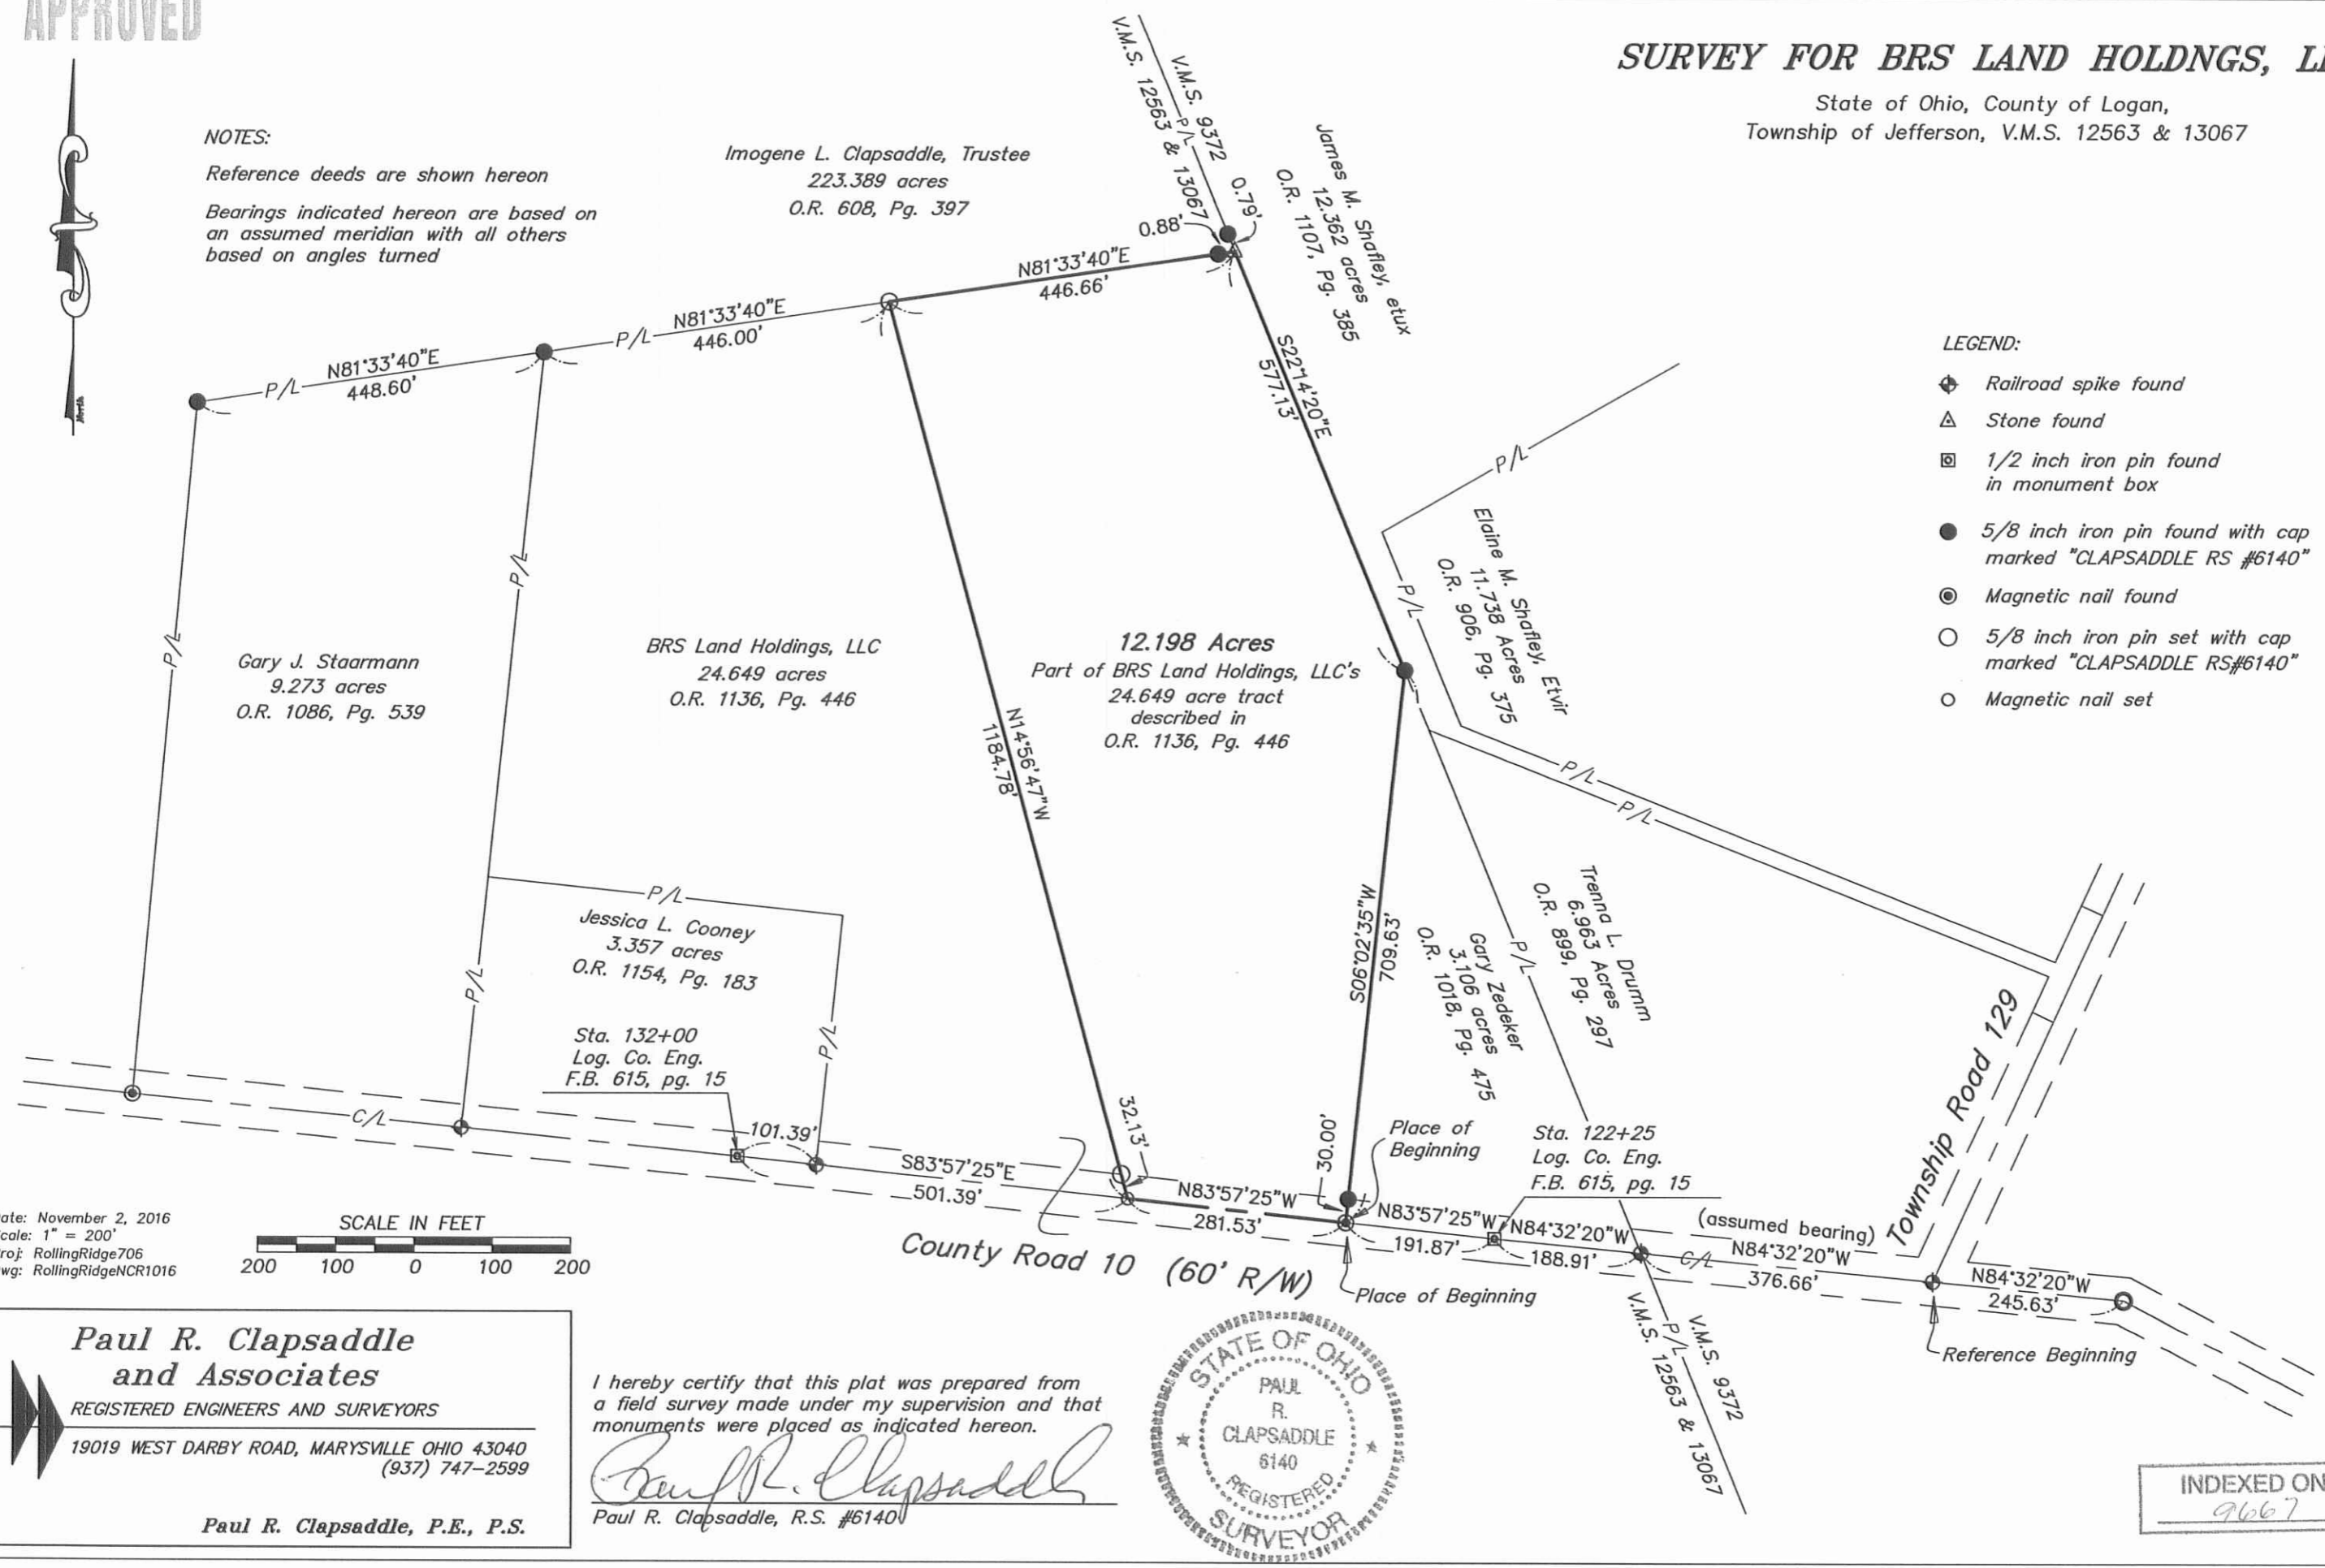 APPROVED
SURVEY FOR BRS LAND HOLDNGS,
State of Ohio, County of Logan,
Township of Jefferson, V.M.S. 12563 & 13067
North
NOTES:
Reference deeds are shown hereon
Bearings indicated hereon are based on
an assumed meridian with all others
based on angles turned
Imogene L. Clapsaddle, Trustee
223.389 acres
O.R. 608, Pg. 397
V.M.S. 12563 & 13067
P/L
V.M.S. 9372
0.79'
0.88'
James M. Shafley, etux
12.362 acres
O.R. 1107, Pg. 385
N81°33'40"E
446.66'
N81°33'40"E
P/L
446.00'
N81°33'40"E
P/L
448.60'
S22°14'20"E
577.13'
LEGEND:
Railroad spike found
Stone found
1/2 inch iron pin found
in monument box
5/8 inch iron pin found with cap
marked "CLAPSADDLE RS #6140"
Magnetic nail found
5/8 inch iron pin set with cap
marked "CLAPSADDLE RS#6140"
Magnetic nail set
P/L
P/L
Elaine M. Shafley, Etvir
11.738 Acres
O.R. 906, Pg. 375
P/L
P/L
Gary J. Staarmann
9.273 acres
O.R. 1086, Pg. 539
P/L
BRS Land Holdings, LLC
24.649 acres
O.R. 1136, Pg. 446
12.198 Acres
Part of BRS Land Holdings, LLC's
24.649 acre tract
described in
O.R. 1136, Pg. 446
N14°56'47"W
1184.78'
P/L
P/L
P/L
Jessica L. Cooney
3.357 acres
O.R. 1154, Pg. 183
P/L
P/L
Sta. 132+00
Log. Co. Eng.
F.B. 615, pg. 15
S06°02'35"W
709.63'
Gary Zedeker
3.106 acres
O.R. 1018, Pg. 475
P/L
Trenna L. Drumm
6.963 Acres
O.R. 899, Pg. 297
Township Road 129
C/L
101.39'
S83°57'25"E
501.39'
32.13'
N83°57'25"W
281.53'
30.00'
Place of
Beginning
Sta. 122+25
Log. Co. Eng.
F.B. 615, pg. 15
N83°57'25"W
191.87'
N84°32'20"W
188.91'
(assumed bearing)
C/L
N84°32'20"W
376.66'
N84°32'20"W
245.63'
County Road 10 (60' R/W)
Place of Beginning
Reference Beginning
V.M.S. 12563 & 13067
P/L
V.M.S. 9372
November 2, 2016
1" = 200'
RollingRidge706
RollingRidgeNCR1016
SCALE IN FEET
200 100 0 100 200
Paul R. Clapsaddle
and Associates
REGISTERED ENGINEERS AND SURVEYORS
19019 WEST DARBY ROAD, MARYSVILLE OHIO 43040
(937) 747-2599
Paul R. Clapsaddle, P.E., P.S.
I hereby certify that this plat was prepared from
a field survey made under my supervision and that
monuments were placed as indicated hereon.
Paul R. Clapsaddle
Paul R. Clapsaddle, R.S. #6140
STATE OF OHIO
PAUL
R.
CLAPSADDLE
6140
REGISTERED
SURVEYOR
INDEXED ON
9667